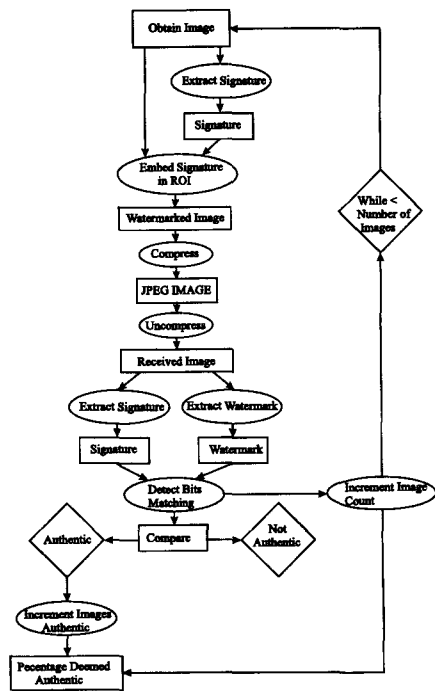 Obtain Image
Extract Signature
Signature
Embed Signature
in ROI
While <
Number of
Images
Watermarked Image
Compress
JPEG IMAGE
Uncompress
Received Image
Extract Signature
Extract Watermark
Signature
Watermark
Detect Bits
Matching
Increment Image
Count
Authentic
Compare
Not
Authentic
Increment Images
Authentic
Pecentage Deemed
Authentic